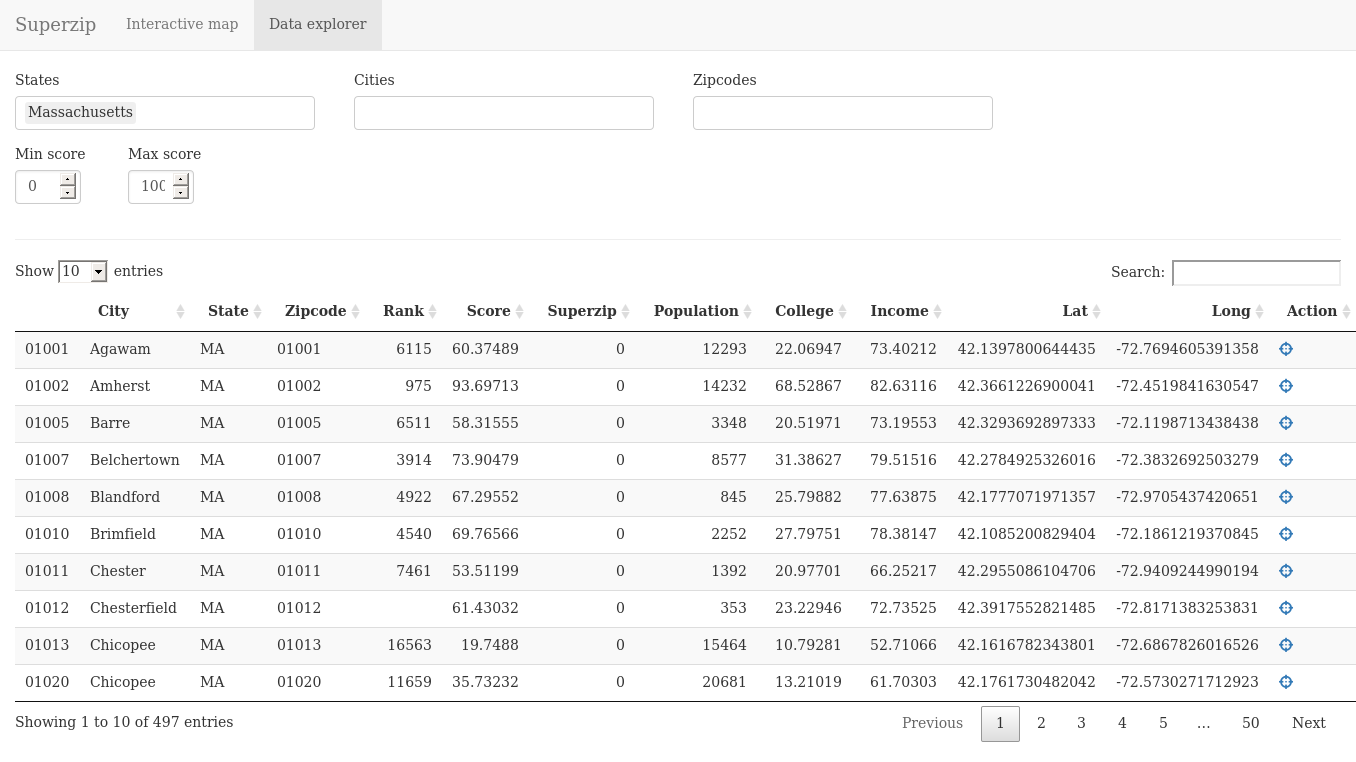 Superzip Interactive map Data explorer
States Cities Zipcodes
Massachusetts
Min score Max score
0 100
Show 10 entries Search:
City State Zipcode Rank Score Superzip Population College Income Lat Long Action
01001 Agawam MA 01001 6115 60.37489 0 12293 22.06947 73.40212 42.1397800644435 -72.7694605391358
01002 Amherst MA 01002 975 93.69713 0 14232 68.52867 82.63116 42.3661226900041 -72.4519841630547
01005 Barre MA 01005 6511 58.31555 0 3348 20.51971 73.19553 42.3293692897333 -72.1198713438438
01007 Belchertown MA 01007 3914 73.90479 0 8577 31.38627 79.51516 42.2784925326016 -72.3832692503279
01008 Blandford MA 01008 4922 67.29552 0 845 25.79882 77.63875 42.1777071971357 -72.9705437420651
01010 Brimfield MA 01010 4540 69.76566 0 2252 27.79751 78.38147 42.1085200829404 -72.1861219370845
01011 Chester MA 01011 7461 53.51199 0 1392 20.97701 66.25217 42.2955086104706 -72.9409244990194
01012 Chesterfield MA 01012 61.43032 0 353 23.22946 72.73525 42.3917552821485 -72.8171383253831
01013 Chicopee MA 01013 16563 19.7488 0 15464 10.79281 52.71066 42.1616782343801 -72.6867826016526
01020 Chicopee MA 01020 11659 35.73232 0 20681 13.21019 61.70303 42.1761730482042 -72.5730271712923
Showing 1 to 10 of 497 entries Previous 1 2 3 4 5 … 50 Next